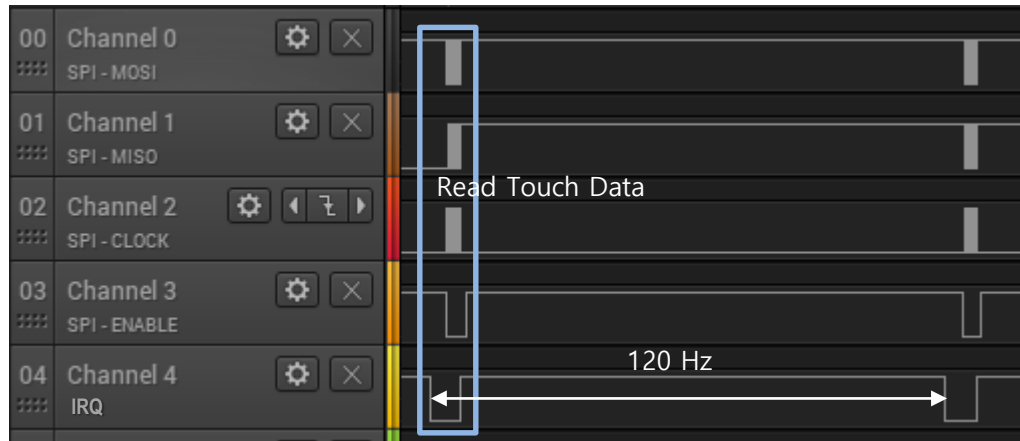 00 Channel 0
SPI - MOSI
01 Channel 1
SPI - MISO
Read Touch Data
02 Channel 2
SPI - CLOCK
03 Channel 3
SPI - ENABLE
120 Hz
04 Channel 4
IRQ